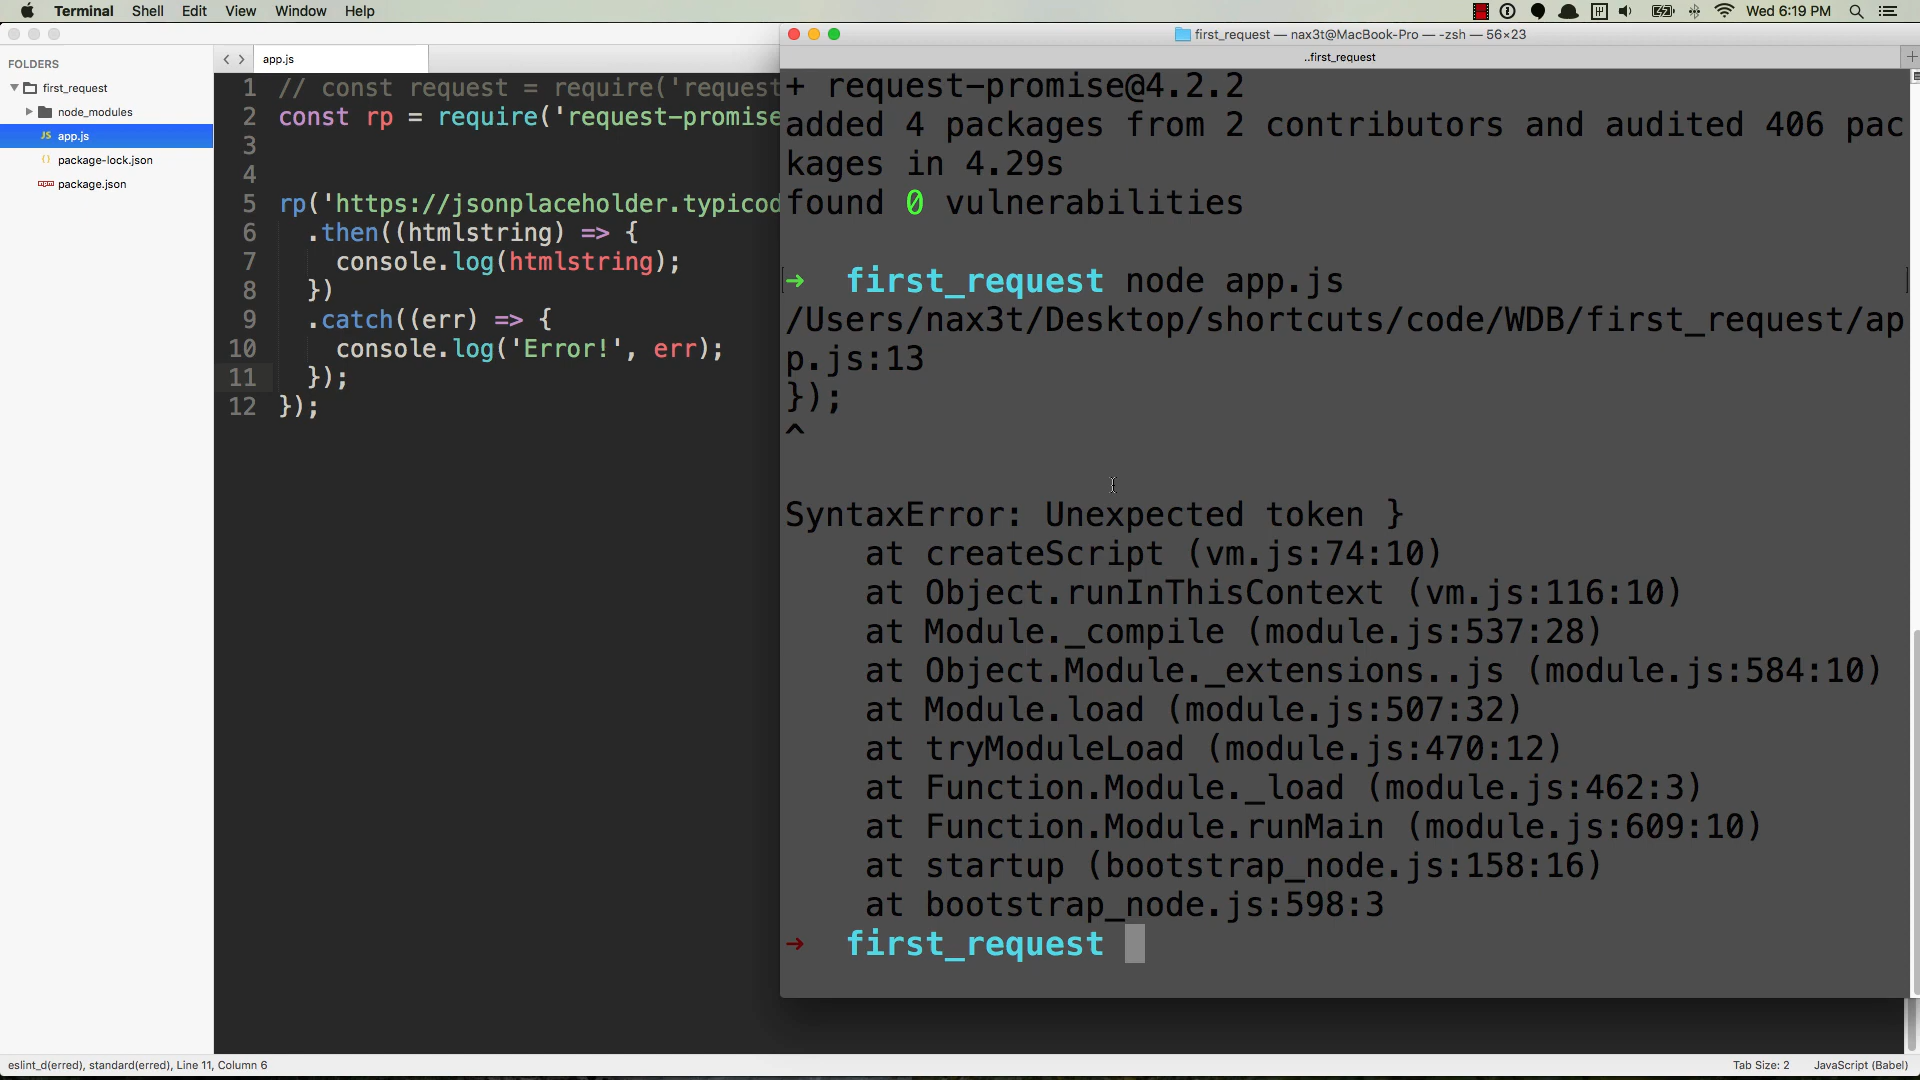 Terminal Shell Edit View Window Help
Wed 6:19 PM
first_request — nax3t@MacBook-Pro — -zsh — 56×23
..first_request
FOLDERS
first_request
node_modules
JS app.js
package-lock.json
package.json
app.js
1 // const request = require('request
2 const rp = require('request-promise
3
4
5 rp('https://jsonplaceholder.typicod
6 .then((htmlstring) => {
7 console.log(htmlstring);
8 })
9 .catch((err) => {
10 console.log('Error!', err);
11 });
12 });
+ request-promise@4.2.2
added 4 packages from 2 contributors and audited 406 pac
kages in 4.29s
found 0 vulnerabilities
→ first_request node app.js
/Users/nax3t/Desktop/shortcuts/code/WDB/first_request/ap
p.js:13
});
^
SyntaxError: Unexpected token }
at createScript (vm.js:74:10)
at Object.runInThisContext (vm.js:116:10)
at Module._compile (module.js:537:28)
at Object.Module._extensions..js (module.js:584:10)
at Module.load (module.js:507:32)
at tryModuleLoad (module.js:470:12)
at Function.Module._load (module.js:462:3)
at Function.Module.runMain (module.js:609:10)
at startup (bootstrap_node.js:158:16)
at bootstrap_node.js:598:3
→ first_request
eslint_d(erred), standard(erred), Line 11, Column 6
Tab Size: 2 JavaScript (Babel)